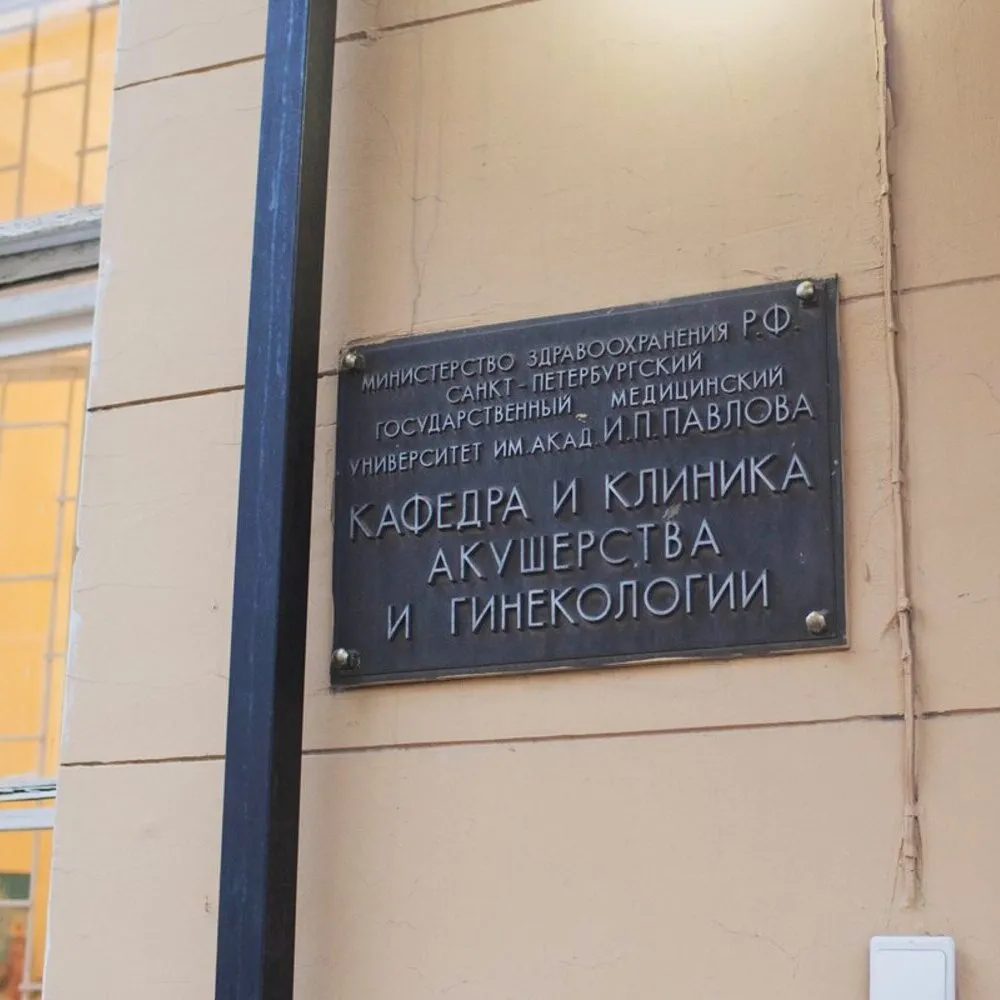 МИНИСТЕРСТВО ЗДРАВООХРАНЕНИЯ Р.Ф.
САНКТ-ПЕТЕРБУРГСКИЙ
ГОСУДАРСТВЕННЫЙ МЕДИЦИНСКИЙ
УНИВЕРСИТЕТ ИМ.АКАД.И.П.ПАВЛОВА
КАФЕДРА И КЛИНИКА
АКУШЕРСТВА
И ГИНЕКОЛОГИИ